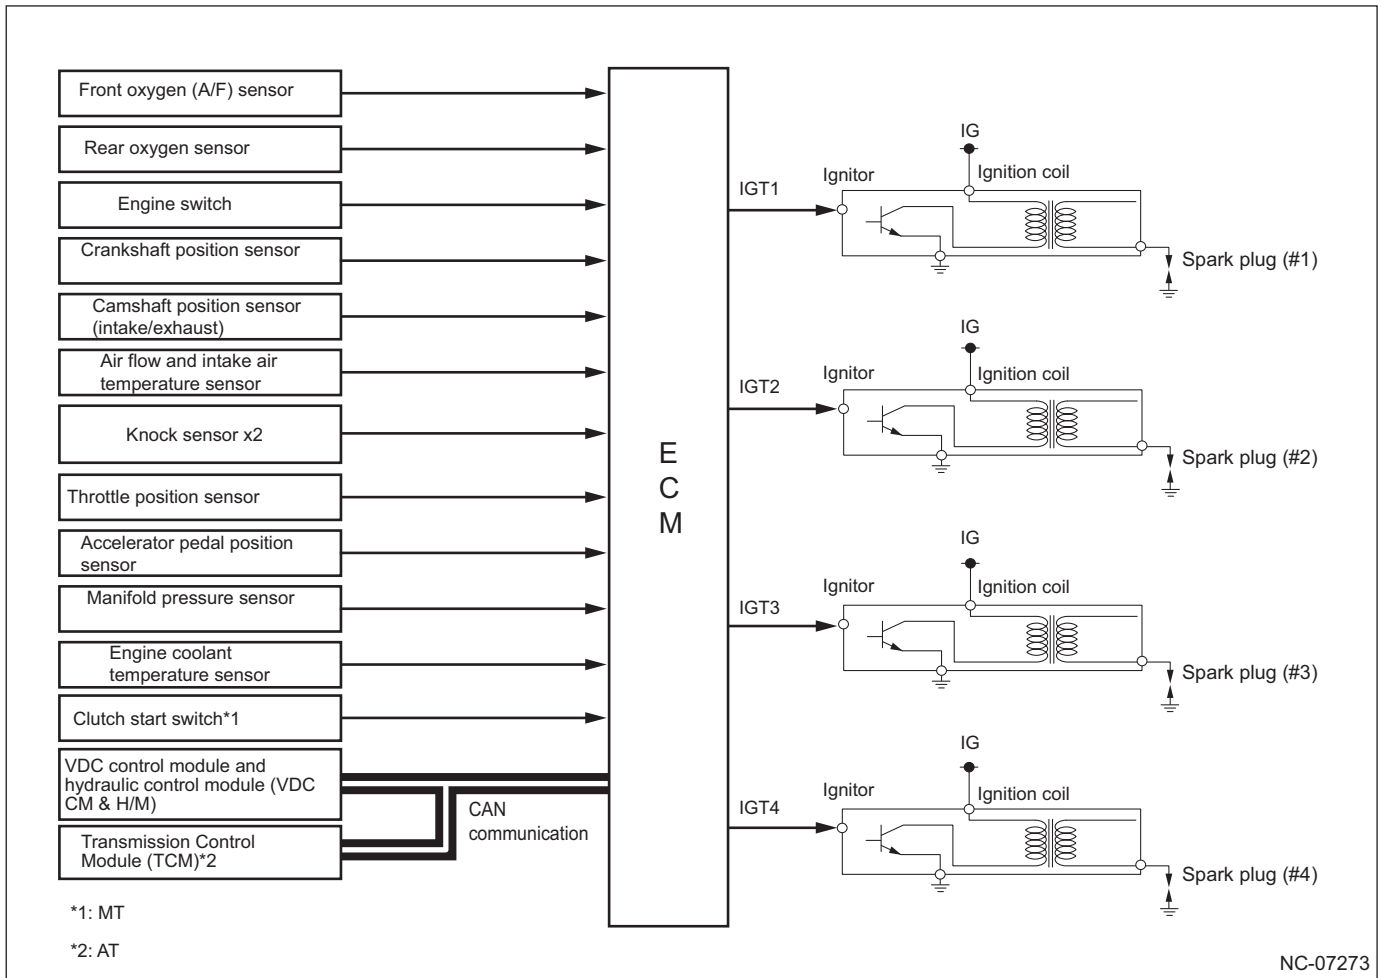 Front oxygen (A/F) sensor
Rear oxygen sensor
Engine switch
Crankshaft position sensor
Camshaft position sensor
(intake/exhaust)
Air flow and intake air
temperature sensor
Knock sensor x2
Throttle position sensor
Accelerator pedal position
sensor
Manifold pressure sensor
Engine coolant
temperature sensor
Clutch start switch*1
VDC control module and
hydraulic control module (VDC
CM & H/M)
Transmission Control
Module (TCM)*2
CAN
communication
*1: MT
*2: AT
E
C
M
IGT1
Ignitor
IG
Ignition coil
Spark plug (#1)
IGT2
Ignitor
IG
Ignition coil
Spark plug (#2)
IGT3
Ignitor
IG
Ignition coil
Spark plug (#3)
IGT4
Ignitor
IG
Ignition coil
Spark plug (#4)
NC-07273